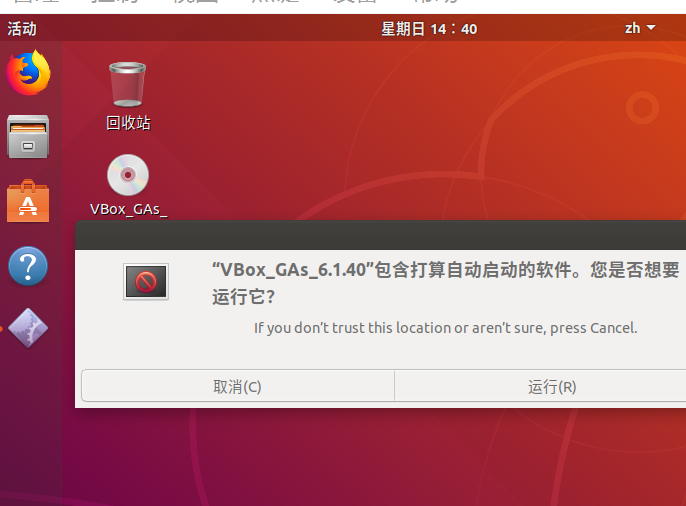 活动
星期日 14：40
zh
回收站
VBox_GAs_
“VBox_GAs_6.1.40”包含打算自动启动的软件。您是否想要
运行它？
If you don’t trust this location or aren’t sure, press Cancel.
取消(C)
运行(R)